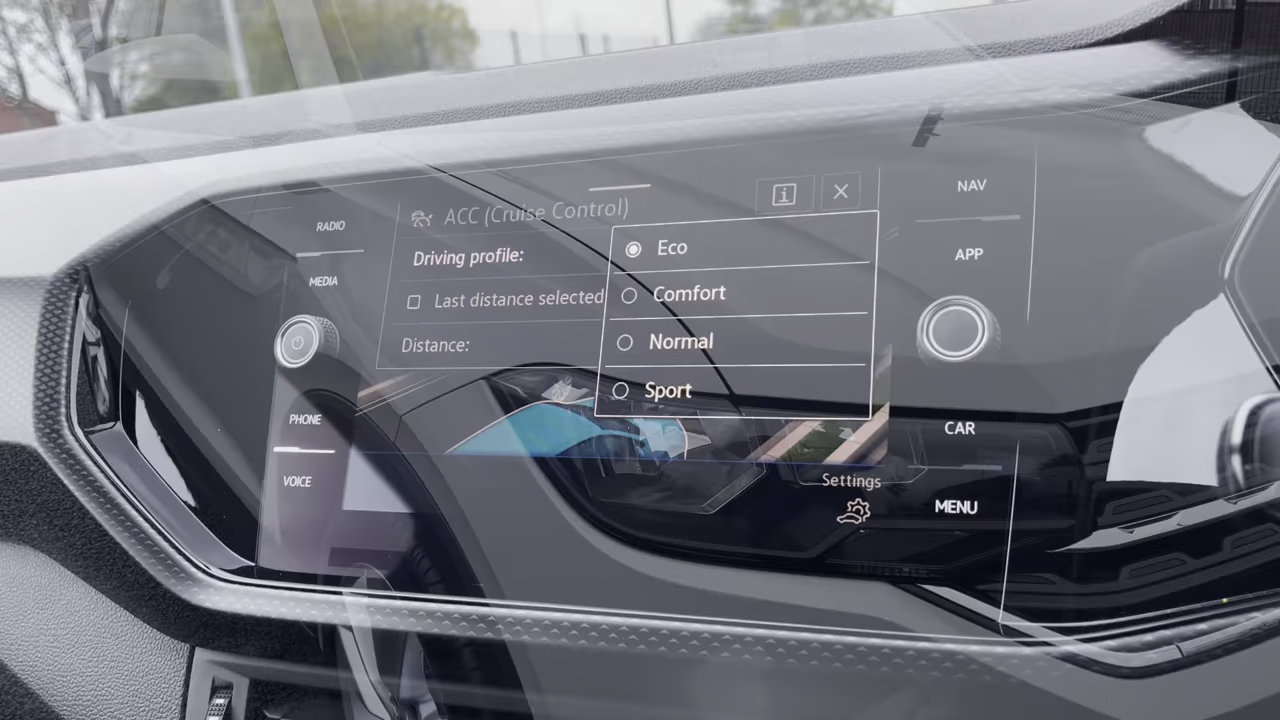 RADIO
MEDIA
PHONE
VOICE
ACC (Cruise Control)
Driving profile:
Last distance selected
Distance:
Eco
Comfort
Normal
Sport
Settings
NAV
APP
CAR
MENU